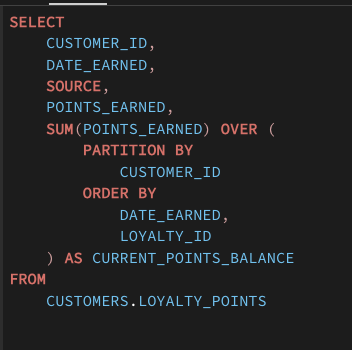 SELECT
    CUSTOMER_ID,
    DATE_EARNED,
    SOURCE,
    POINTS_EARNED,
    SUM(POINTS_EARNED) OVER (
        PARTITION BY
            CUSTOMER_ID
        ORDER BY
            DATE_EARNED,
            LOYALTY_ID
    ) AS CURRENT_POINTS_BALANCE
FROM
    CUSTOMERS.LOYALTY_POINTS